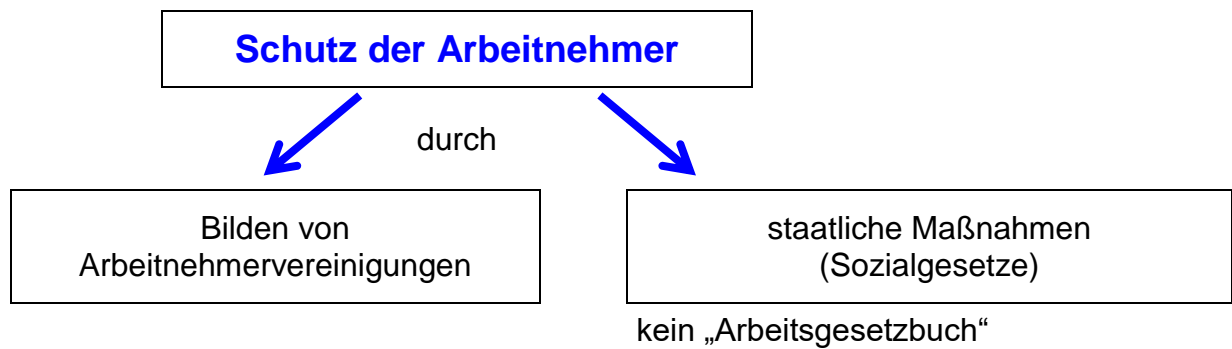 Schutz der Arbeitnehmer
durch
Bilden von
Arbeitnehmervereinigungen
staatliche Maßnahmen
(Sozialgesetze)
kein „Arbeitsgesetzbuch“